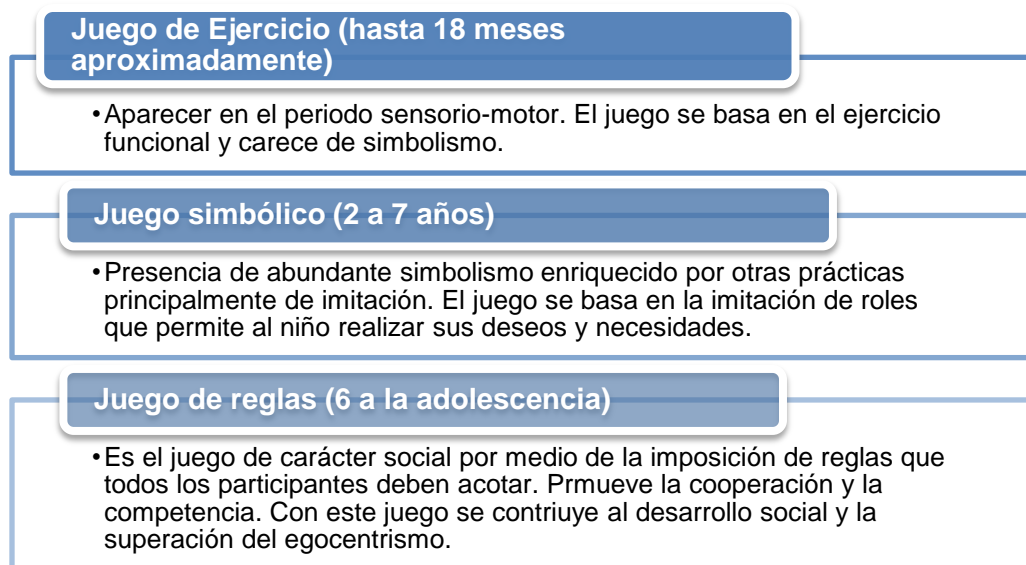 Juego de Ejercicio (hasta 18 meses
aproximadamente)
•Aparecer en el periodo sensorio-motor. El juego se basa en el ejercicio
funcional y carece de simbolismo.
Juego simbólico (2 a 7 años)
•Presencia de abundante simbolismo enriquecido por otras prácticas
principalmente de imitación. El juego se basa en la imitación de roles
que permite al niño realizar sus deseos y necesidades.
Juego de reglas (6 a la adolescencia)
•Es el juego de carácter social por medio de la imposición de reglas que
todos los participantes deben acotar. Prmueve la cooperación y la
competencia. Con este juego se contriuye al desarrollo social y la
superación del egocentrismo.